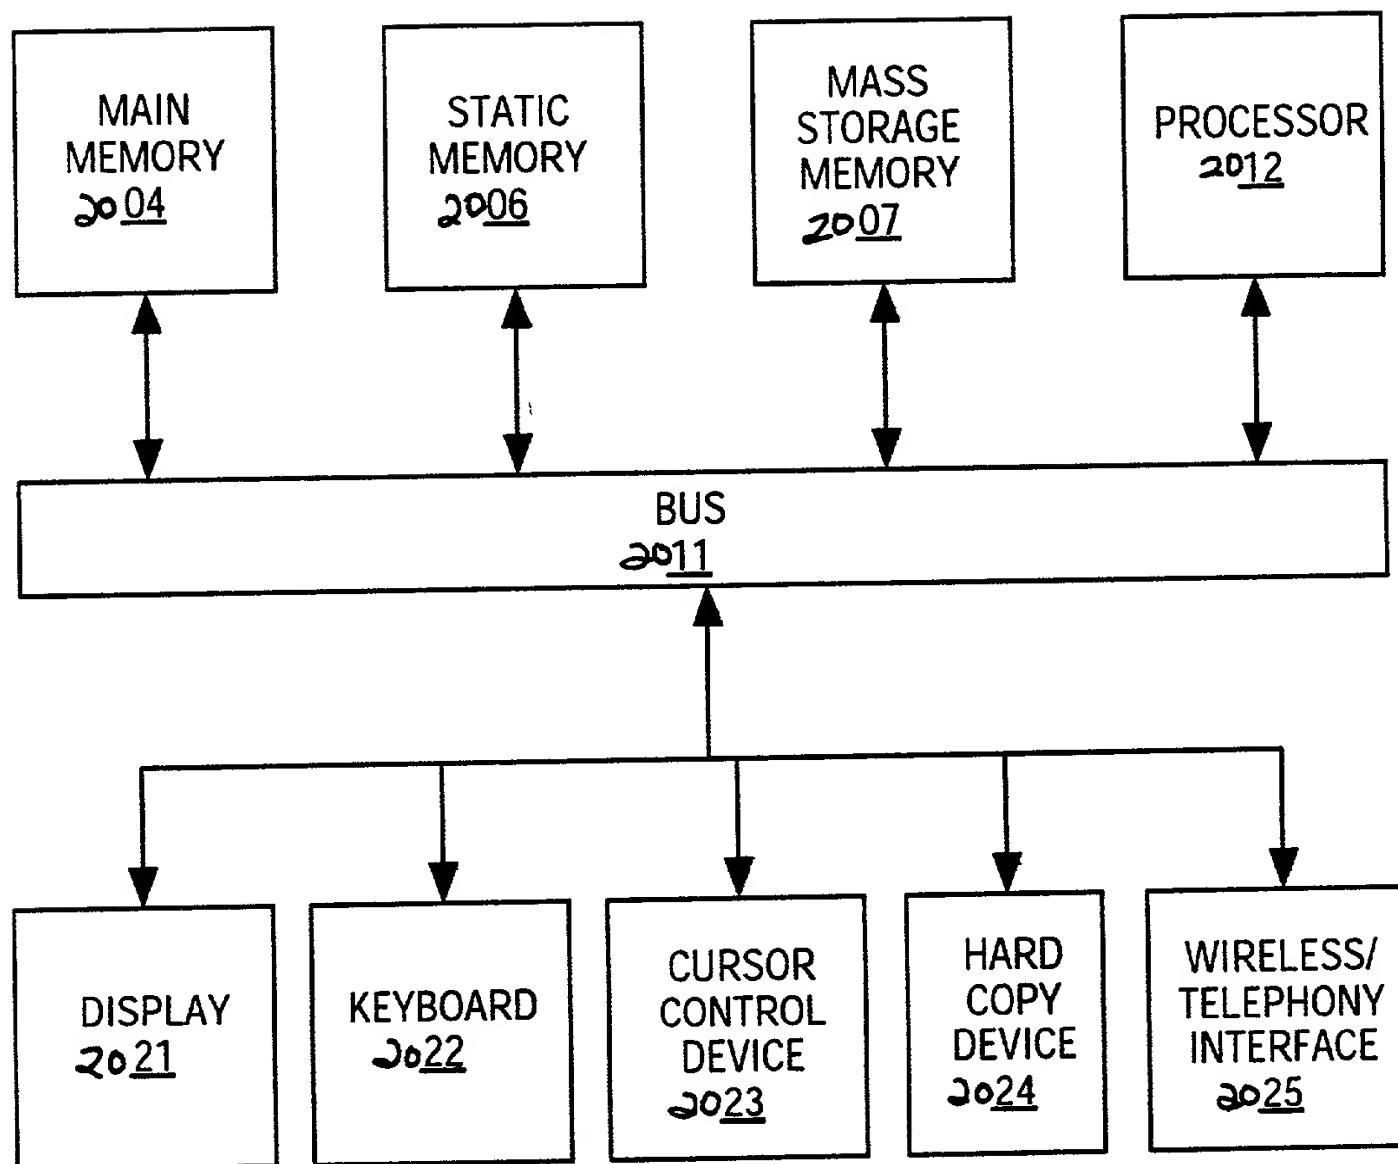 MAIN
MEMORY
2004
STATIC
MEMORY
2006
MASS
STORAGE
MEMORY
2007
PROCESSOR
2012
BUS
2011
DISPLAY
2021
KEYBOARD
2022
CURSOR
CONTROL
DEVICE
2023
HARD
COPY
DEVICE
2024
WIRELESS/
TELEPHONY
INTERFACE
2025